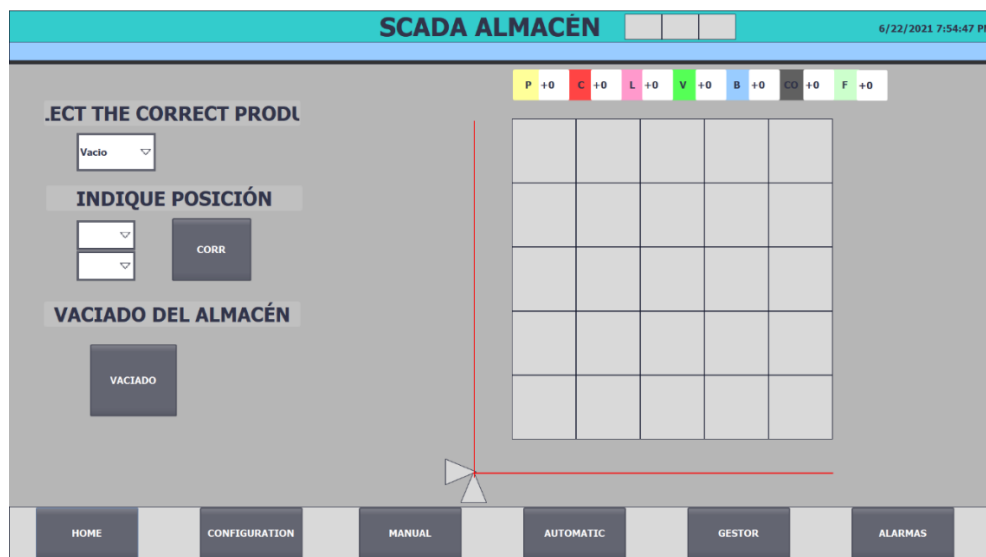 SCADA ALMACÉN
6/22/2021 7:54:47 P
P +0 C +0 L +0 V +0 B +0 CO +0 F +0
ECT THE CORRECT PROD
Vacio
INDIQUE POSICIÓN
CORR
VACIADO DEL ALMACÉN
VACIADO
HOME CONFIGURATION MANUAL AUTOMATIC GESTOR ALARMAS